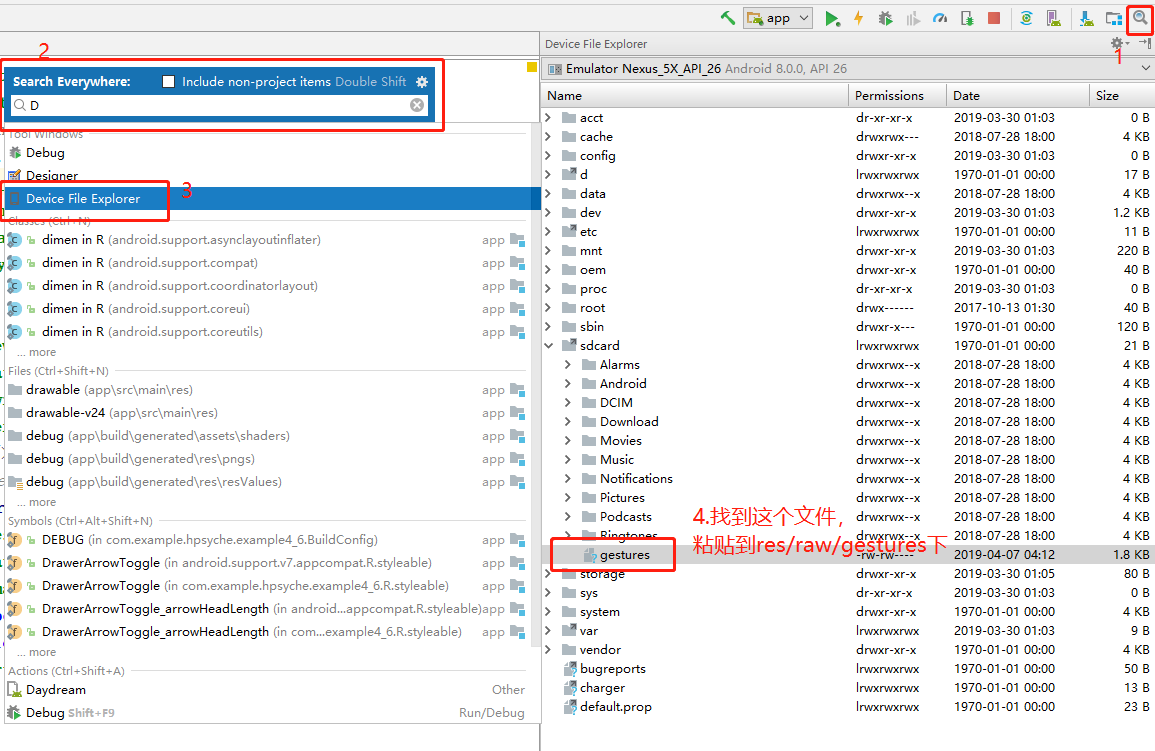 app
Device File Explorer
1
2
Emulator Nexus_5X_API_26 Android 8.0.0, API 26
Search Everywhere: Include non-project items Double Shift
D
Tool Windows
Debug
Designer
Device File Explorer
3
Classes (Ctrl+N)
dimen in R (android.support.asynclayoutinflater) app
dimen in R (android.support.compat) app
dimen in R (android.support.coordinatorlayout) app
dimen in R (android.support.coreui) app
dimen in R (android.support.coreutils) app
... more
Files (Ctrl+Shift+N)
drawable (app\src\main\res) app
drawable-v24 (app\src\main\res) app
debug (app\build\generated\assets\shaders) app
debug (app\build\generated\res\pngs) app
debug (app\build\generated\res\resValues) app
... more
Symbols (Ctrl+Alt+Shift+N)
DEBUG (in com.example.hpsyche.example4_6.BuildConfig) app
DrawerArrowToggle (in android.support.v7.appcompat.R.styleable) app
DrawerArrowToggle (in com.example.hpsyche.example4_6.R.styleable) app
DrawerArrowToggle_arrowHeadLength (in android...appcompat.R.styleable) app
DrawerArrowToggle_arrowHeadLength (in com...example4_6.R.styleable) app
... more
Actions (Ctrl+Shift+A)
Daydream Other
Debug Shift+F9 Run/Debug
Name Permissions Date Size
acct dr-xr-xr-x 2019-03-30 01:03 0 B
cache drwxrwx--- 2018-07-28 18:00 4 KB
config drwxr-xr-x 2019-03-30 01:03 0 B
d lrwxrwxrwx 1970-01-01 00:00 17 B
data drwxrwx--x 2018-07-28 18:00 4 KB
dev drwxr-xr-x 2019-03-30 01:03 1.2 KB
etc lrwxrwxrwx 1970-01-01 00:00 11 B
mnt drwxr-xr-x 2019-03-30 01:03 220 B
oem drwxr-xr-x 1970-01-01 00:00 40 B
proc dr-xr-xr-x 2019-03-30 01:03 0 B
root drwx------ 2017-10-13 01:30 40 B
sbin drwxr-x--- 1970-01-01 00:00 120 B
sdcard lrwxrwxrwx 1970-01-01 00:00 21 B
Alarms drwxrwx--x 2018-07-28 18:00 4 KB
Android drwxrwx--x 2018-07-28 18:00 4 KB
DCIM drwxrwx--x 2018-07-28 18:00 4 KB
Download drwxrwx--x 2018-07-28 18:00 4 KB
Movies drwxrwx--x 2018-07-28 18:00 4 KB
Music drwxrwx--x 2018-07-28 18:00 4 KB
Notifications drwxrwx--x 2018-07-28 18:00 4 KB
Pictures drwxrwx--x 2018-07-28 18:00 4 KB
Podcasts drwxrwx--x 2018-07-28 18:00 4 KB
Ringtones drwxrwx--x 2018-07-28 18:00 4 KB
gestures -rw-rw---- 2019-04-07 04:12 1.8 KB
4.找到这个文件，
粘贴到res/raw/gestures下
storage drwxr-xr-x 2019-03-30 01:05 80 B
sys dr-xr-xr-x 2019-03-30 01:03 0 B
system drwxr-xr-x 1970-01-01 00:00 4 KB
var lrwxrwxrwx 2019-03-30 01:03 9 B
vendor drwxr-xr-x 1970-01-01 00:00 4 KB
bugreports lrwxrwxrwx 1970-01-01 00:00 50 B
charger lrwxrwxrwx 1970-01-01 00:00 13 B
default.prop lrwxrwxrwx 1970-01-01 00:00 23 B